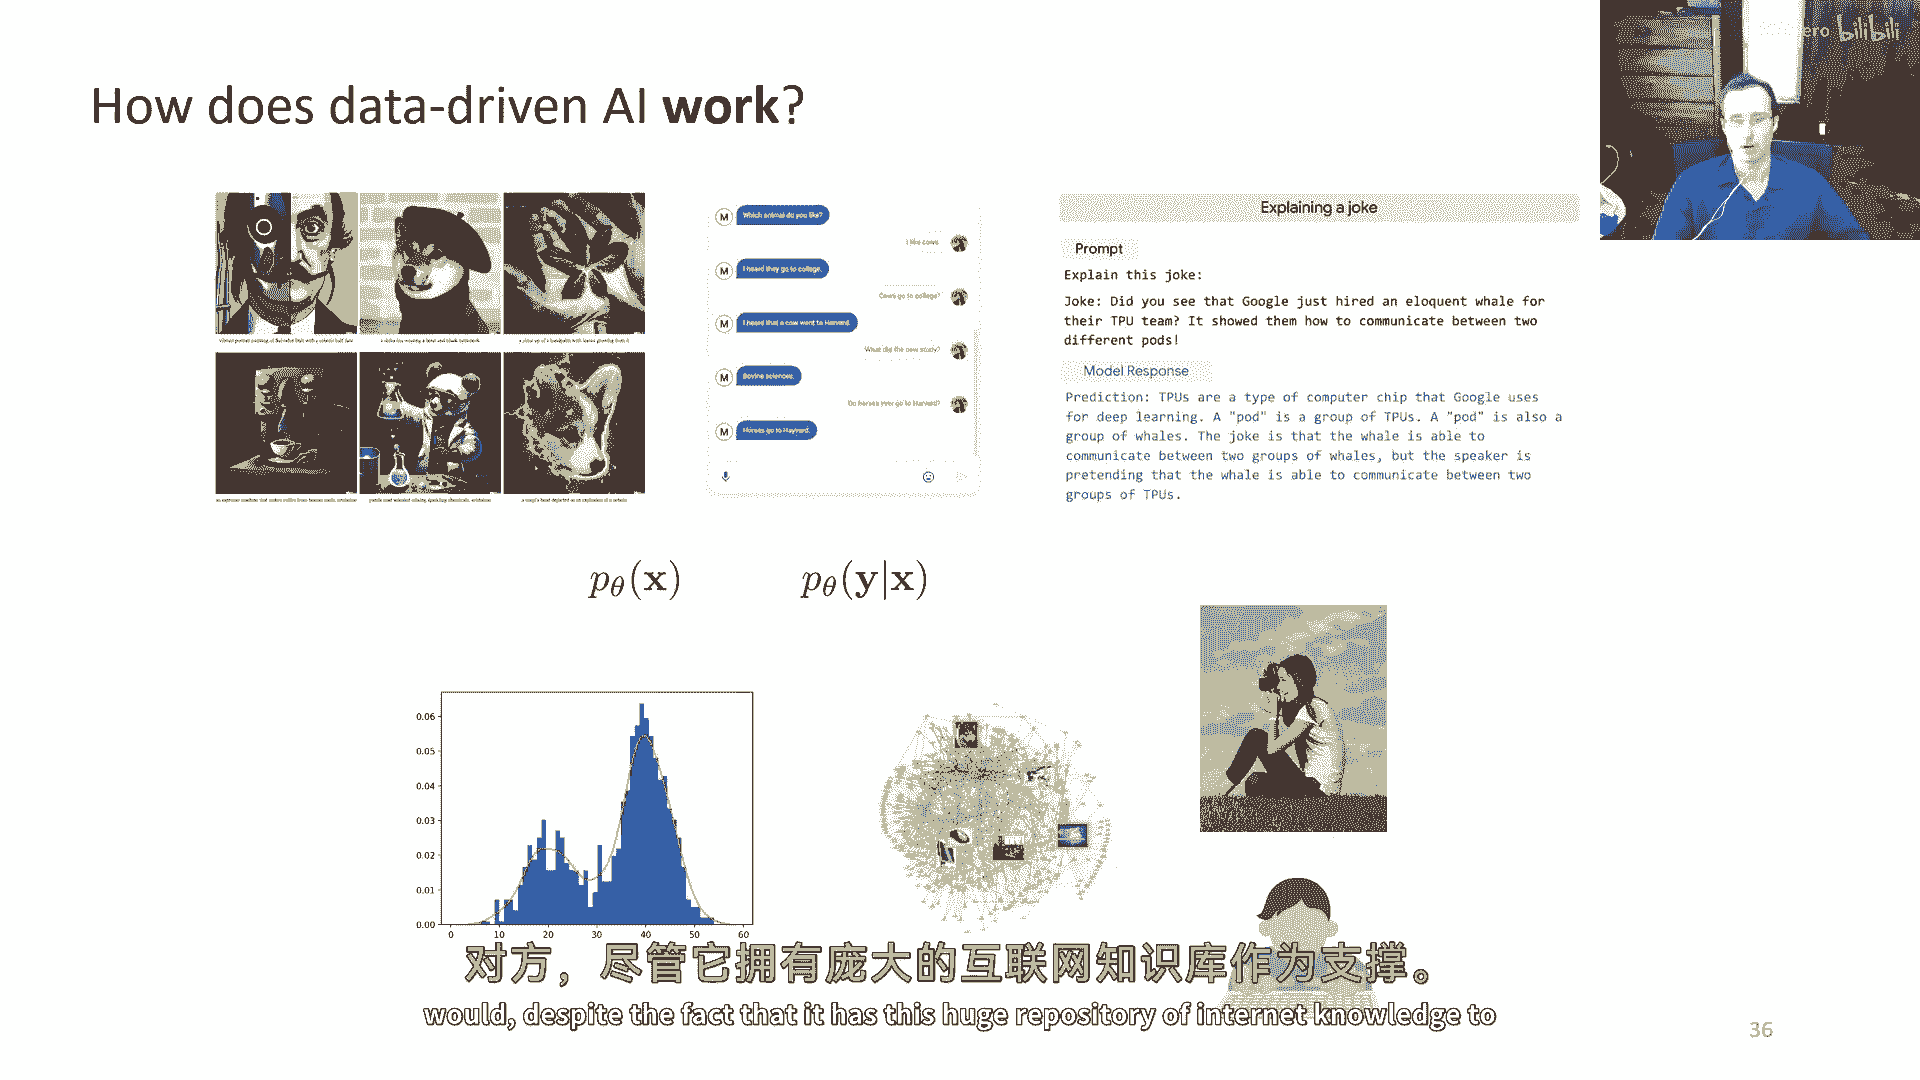 bilibili
How does data-driven AI work?
Which animal do you like?
I like cows.
I heard they go to college.
Cows go to college?
I heard that a cow went to Harvard.
What did the cow study?
Bovine sciences.
Do horses ever go to Harvard?
Horses go to Hayvard.
Explaining a joke
Prompt
Explain this joke:
Joke: Did you see that Google just hired an eloquent whale for
their TPU team? It showed them how to communicate between two
different pods!
Model Response
Prediction: TPUs are a type of computer chip that Google uses
for deep learning. A "pod" is a group of TPUs. A "pod" is also a
group of whales. The joke is that the whale is able to
communicate between two groups of whales, but the speaker is
pretending that the whale is able to communicate between two
groups of TPUs.
pθ(x)
pθ(y|x)
0.06
0.05
0.04
0.03
0.02
0.01
0.00
0 10 20 30 40 50 60
对方，尽管它拥有庞大的互联网知识库作为支撑。
would, despite the fact that it has this huge repository of internet knowledge to
36